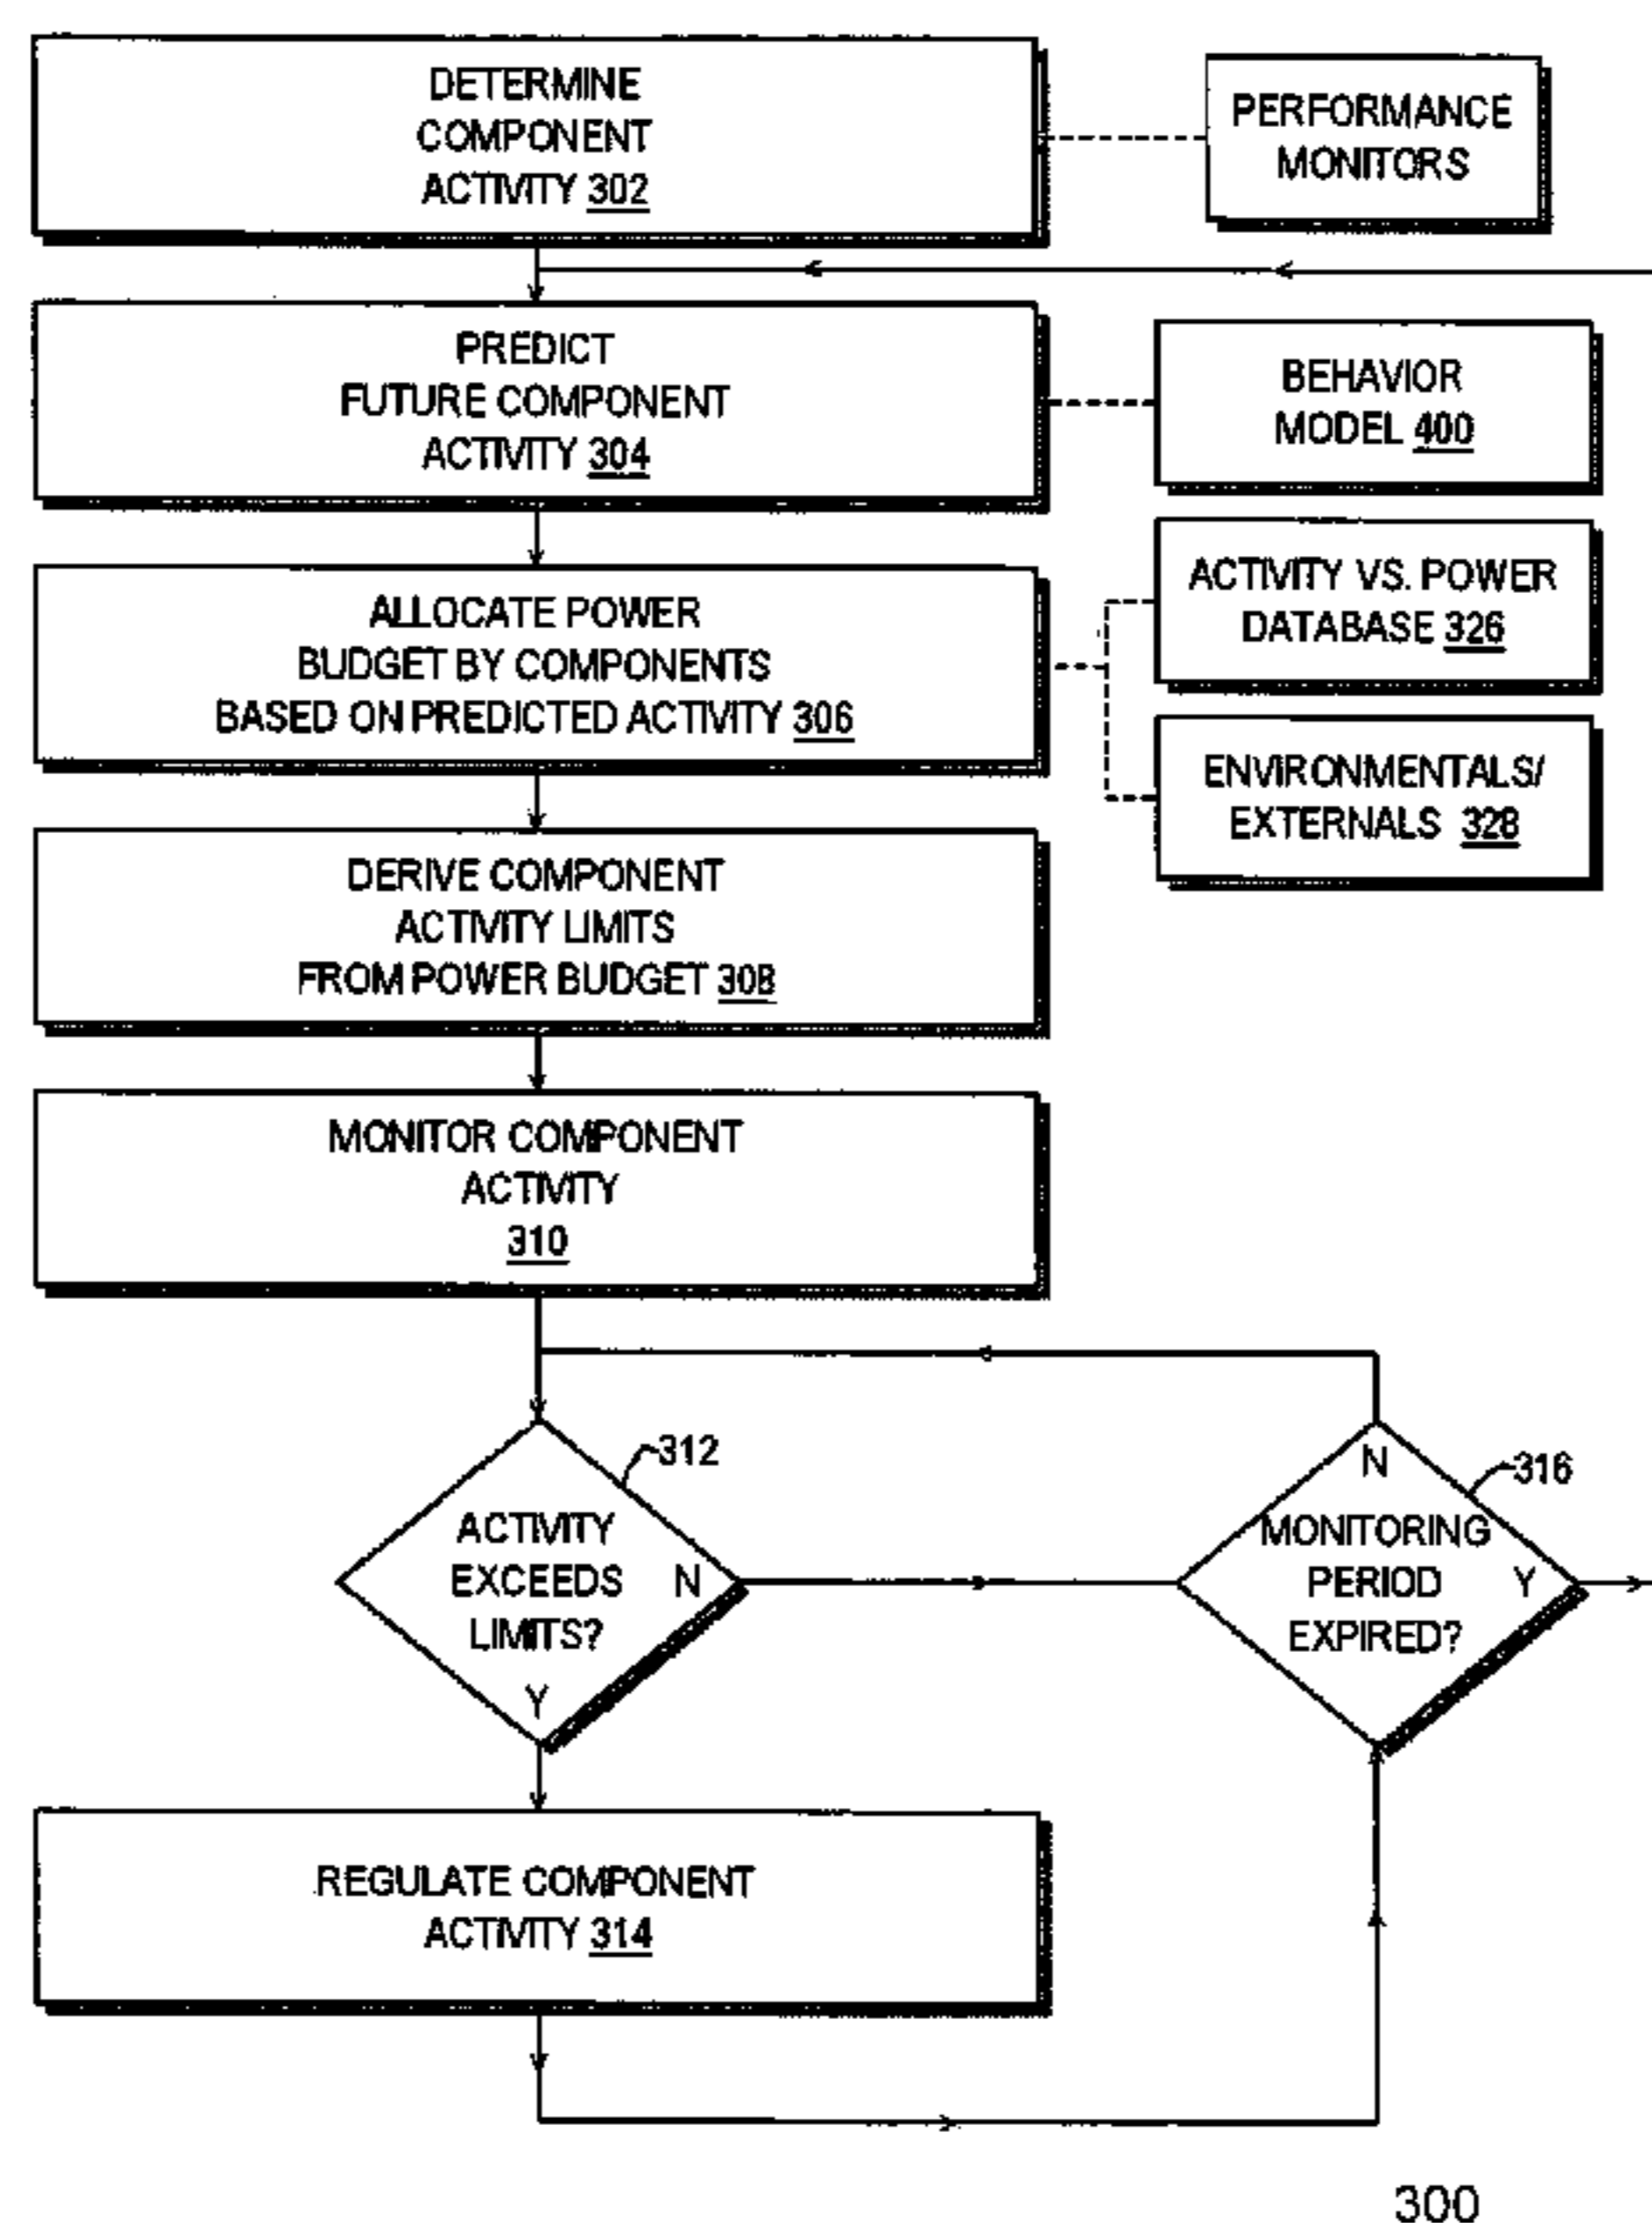 DETERMINE
COMPONENT
ACTIVITY 302
PERFORMANCE
MONITORS
PREDICT
FUTURE COMPONENT
ACTIVITY 304
BEHAVIOR
MODEL 400
ALLOCATE POWER
BUDGET BY COMPONENTS
BASED ON PREDICTED ACTIVITY 306
ACTIVITY VS. POWER
DATABASE 326
ENVIRONMENTALS/
EXTERNALS 328
DERIVE COMPONENT
ACTIVITY LIMITS
FROM POWER BUDGET 308
MONITOR COMPONENT
ACTIVITY
310
312
ACTIVITY
EXCEEDS
LIMITS?
N
Y
316
N
MONITORING
PERIOD
EXPIRED?
Y
REGULATE COMPONENT
ACTIVITY 314
300